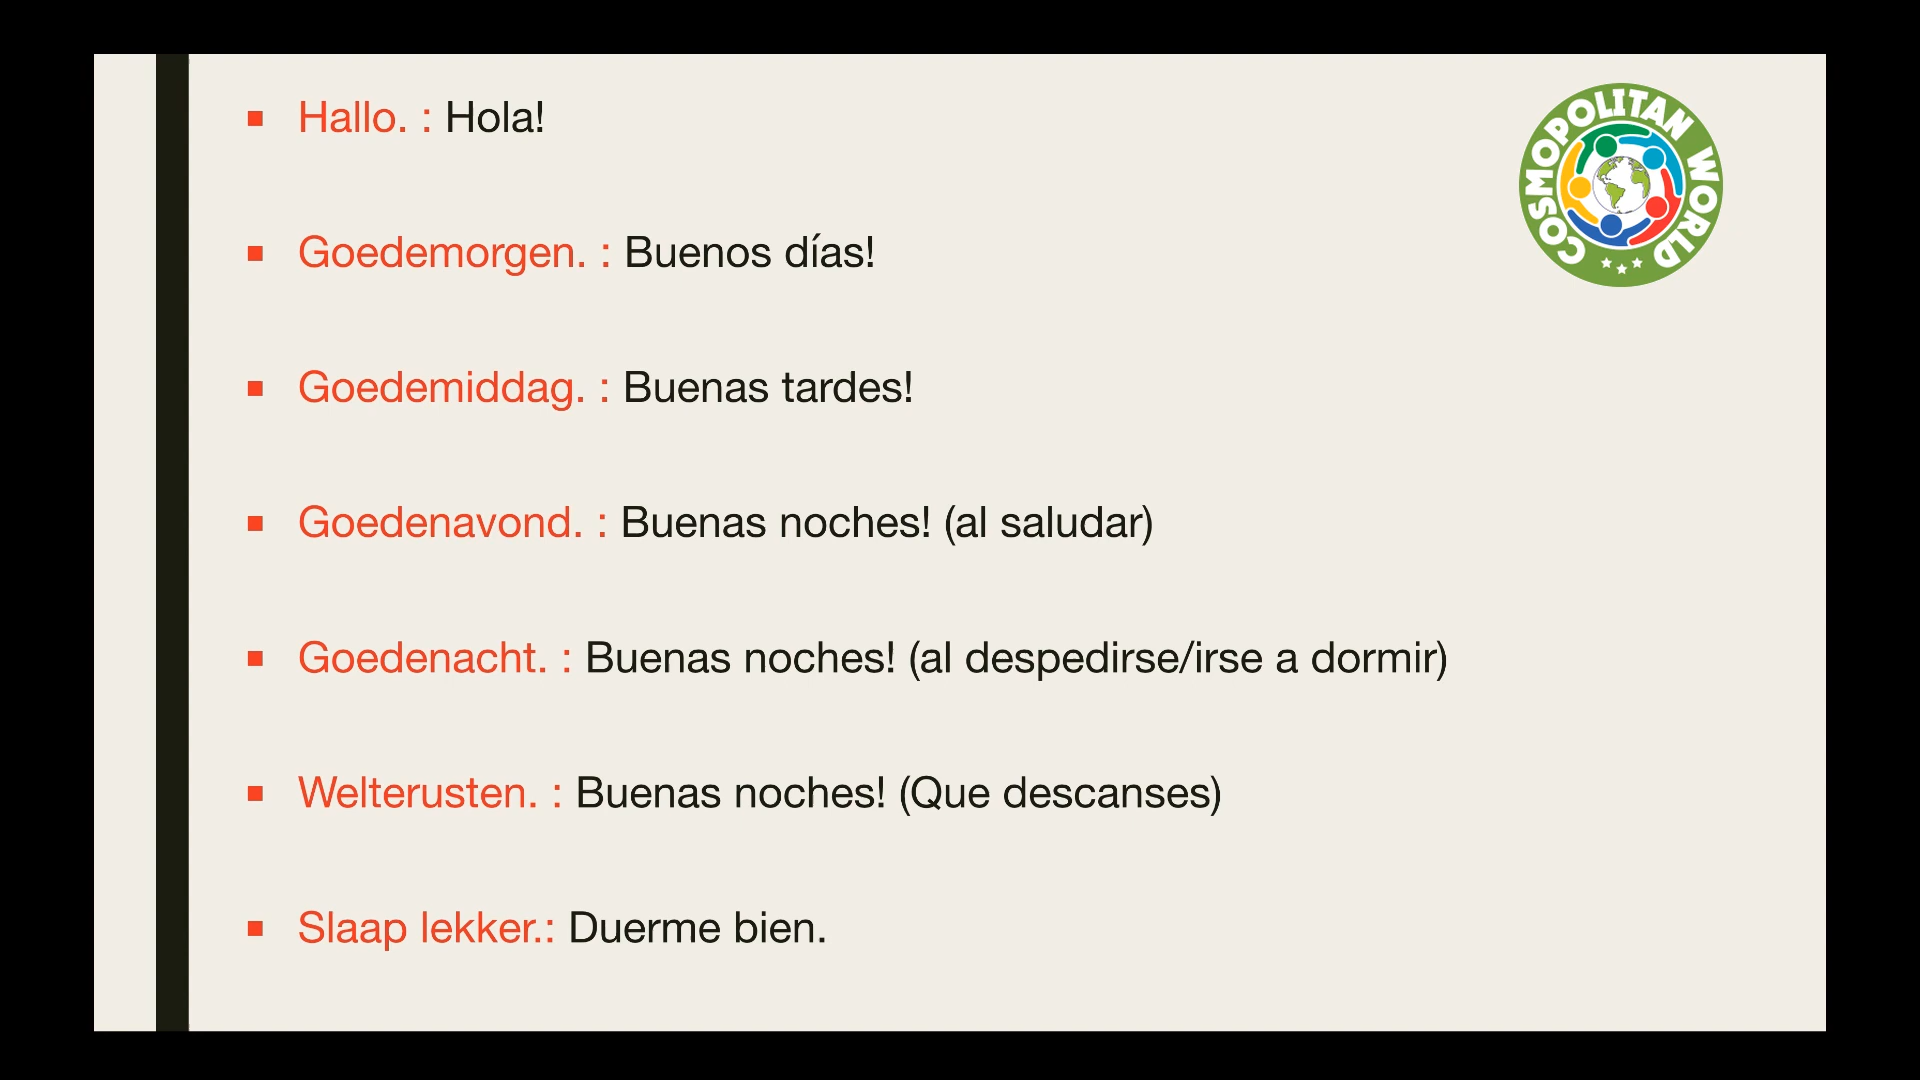 Hallo. : Hola!
COSMOPOLITAN WORLD
Goedemorgen. : Buenos días!
Goedemiddag. : Buenas tardes!
Goedenavond. : Buenas noches! (al saludar)
Goedenacht. : Buenas noches! (al despedirse/irse a dormir)
Welterusten. : Buenas noches! (Que descanses)
Slaap lekker.: Duerme bien.